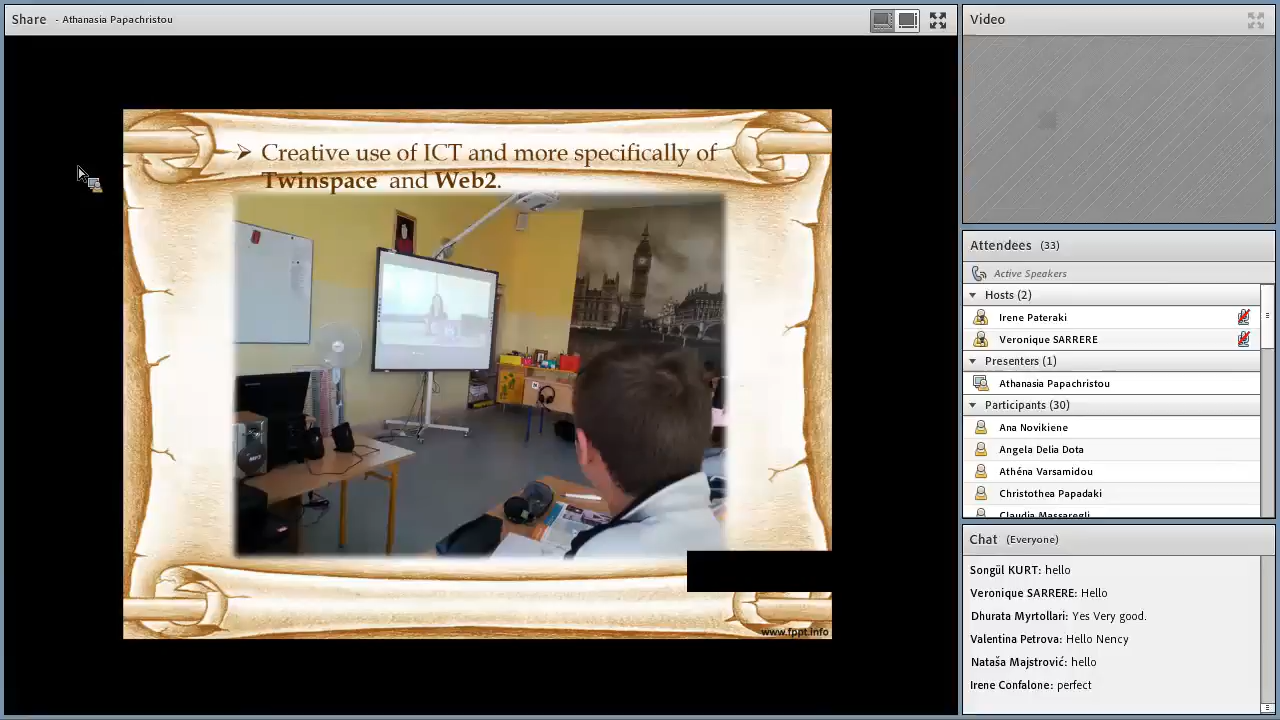 Share - Athanasia Papachristou
➢ Creative use of ICT and more specifically of
Twinspace and Web2.
www.fppt.info
Video
Attendees (33)
Active Speakers
Hosts (2)
Irene Pateraki
Veronique SARRERE
Presenters (1)
Athanasia Papachristou
Participants (30)
Ana Novikiene
Angela Delia Dota
Athéna Varsamidou
Christothea Papadaki
Claudia Massaregli
Chat (Everyone)
Songül KURT: hello
Veronique SARRERE: Hello
Dhurata Myrtollari: Yes Very good.
Valentina Petrova: Hello Nency
Nataša Majstrović: hello
Irene Confalone: perfect